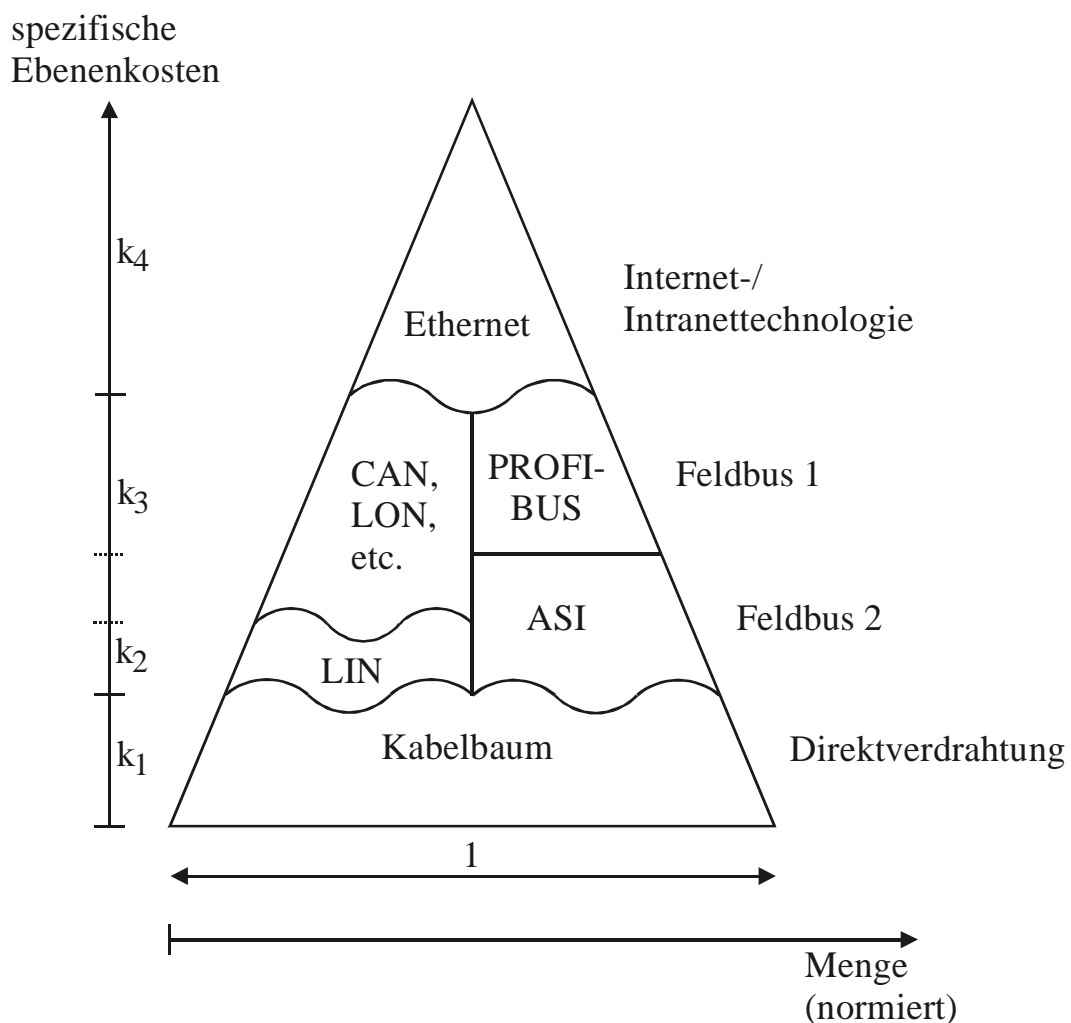 spezifische
Ebenenkosten
k4
Internet-/
Intranettechnologie
Ethernet
k3
CAN,
LON,
etc.
PROFI-
BUS
Feldbus 1
ASI
Feldbus 2
k2
LIN
k1
Kabelbaum
Direktverdrahtung
1
Menge
(normiert)